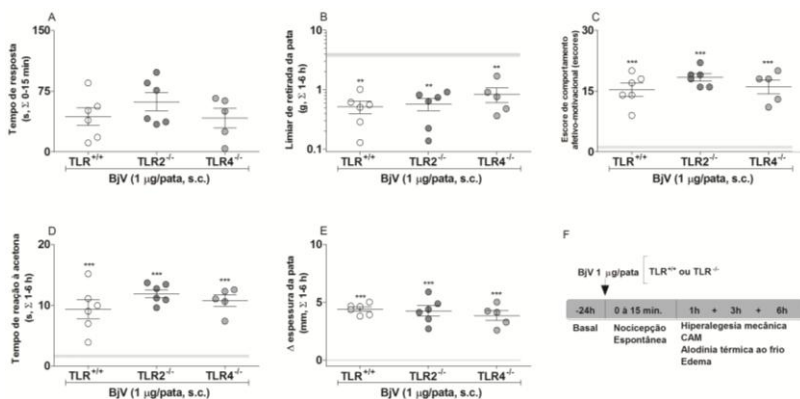 A
Tempo de resposta
(s, Σ 0-15 min)
150
75
0
TLR+/+
TLR2-/-
TLR4-/-
BjV (1 µg/pata, s.c.)
B
Limiar de retirada da pata
(g, Σ 1-6 h)
10
1
0.1
**
**
**
TLR+/+
TLR2-/-
TLR4-/-
BjV (1 µg/pata, s.c.)
C
Escore de comportamento
afetivo-motivacional (escores)
30
15
0
***
***
***
TLR+/+
TLR2-/-
TLR4-/-
BjV (1 µg/pata, s.c.)
D
Tempo de reação à acetona
(s, Σ 1-6 h)
20
10
0
***
***
***
TLR+/+
TLR2-/-
TLR4-/-
BjV (1 µg/pata, s.c.)
E
Δ espessura da pata
(mm, Σ 1-6 h)
10
5
0
***
***
***
TLR+/+
TLR2-/-
TLR4-/-
BjV (1 µg/pata, s.c.)
F
BjV 1 µg/pata TLR+/+ ou TLR-/-
-24h 0 à 15 min. 1h + 3h + 6h
Basal
Nocicepção
Espontânea
Hiperalegesia mecânica
CAM
Alodinia térmica ao frio
Edema